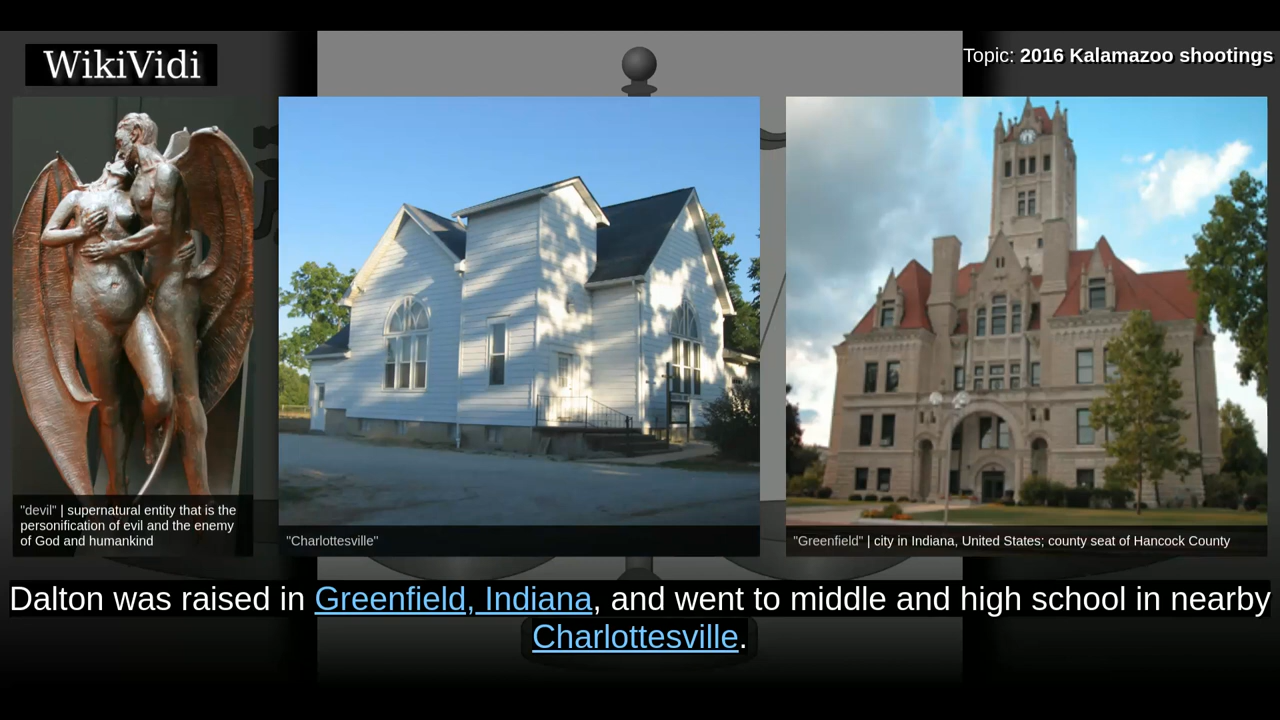 WikiVidi
Topic: 2016 Kalamazoo shootings
"devil" | supernatural entity that is the
personification of evil and the enemy
of God and humankind
"Charlottesville"
"Greenfield" | city in Indiana, United States; county seat of Hancock County
Dalton was raised in Greenfield, Indiana, and went to middle and high school in nearby
Charlottesville.